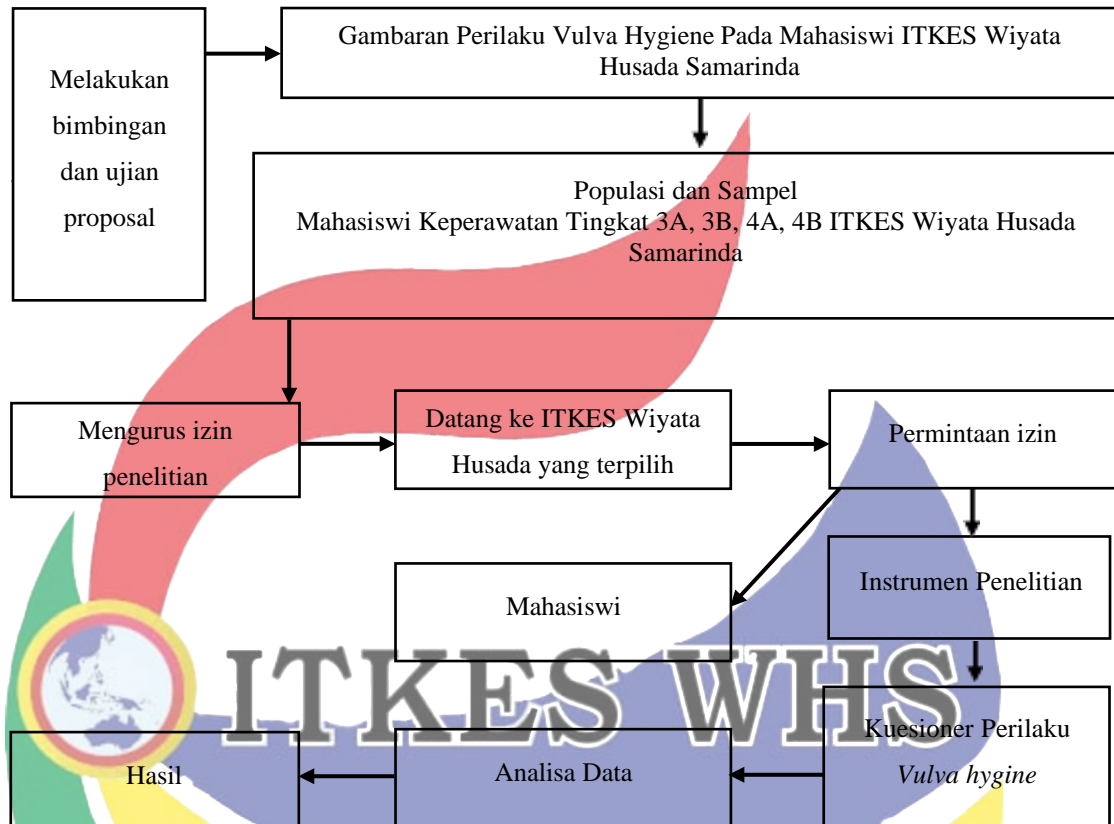 Melakukan
bimbingan
dan ujian
proposal
Gambaran Perilaku Vulva Hygiene Pada Mahasiswi ITKES Wiyata
Husada Samarinda
Populasi dan Sampel
Mahasiswi Keperawatan Tingkat 3A, 3B, 4A, 4B ITKES Wiyata Husada
Samarinda
Mengurus izin
penelitian
Datang ke ITKES Wiyata
Husada yang terpilih
Permintaan izin
Mahasiswi
Instrumen Penelitian
ITKES WHS
Kuesioner Perilaku
Vulva hygine
Analisa Data
Hasil